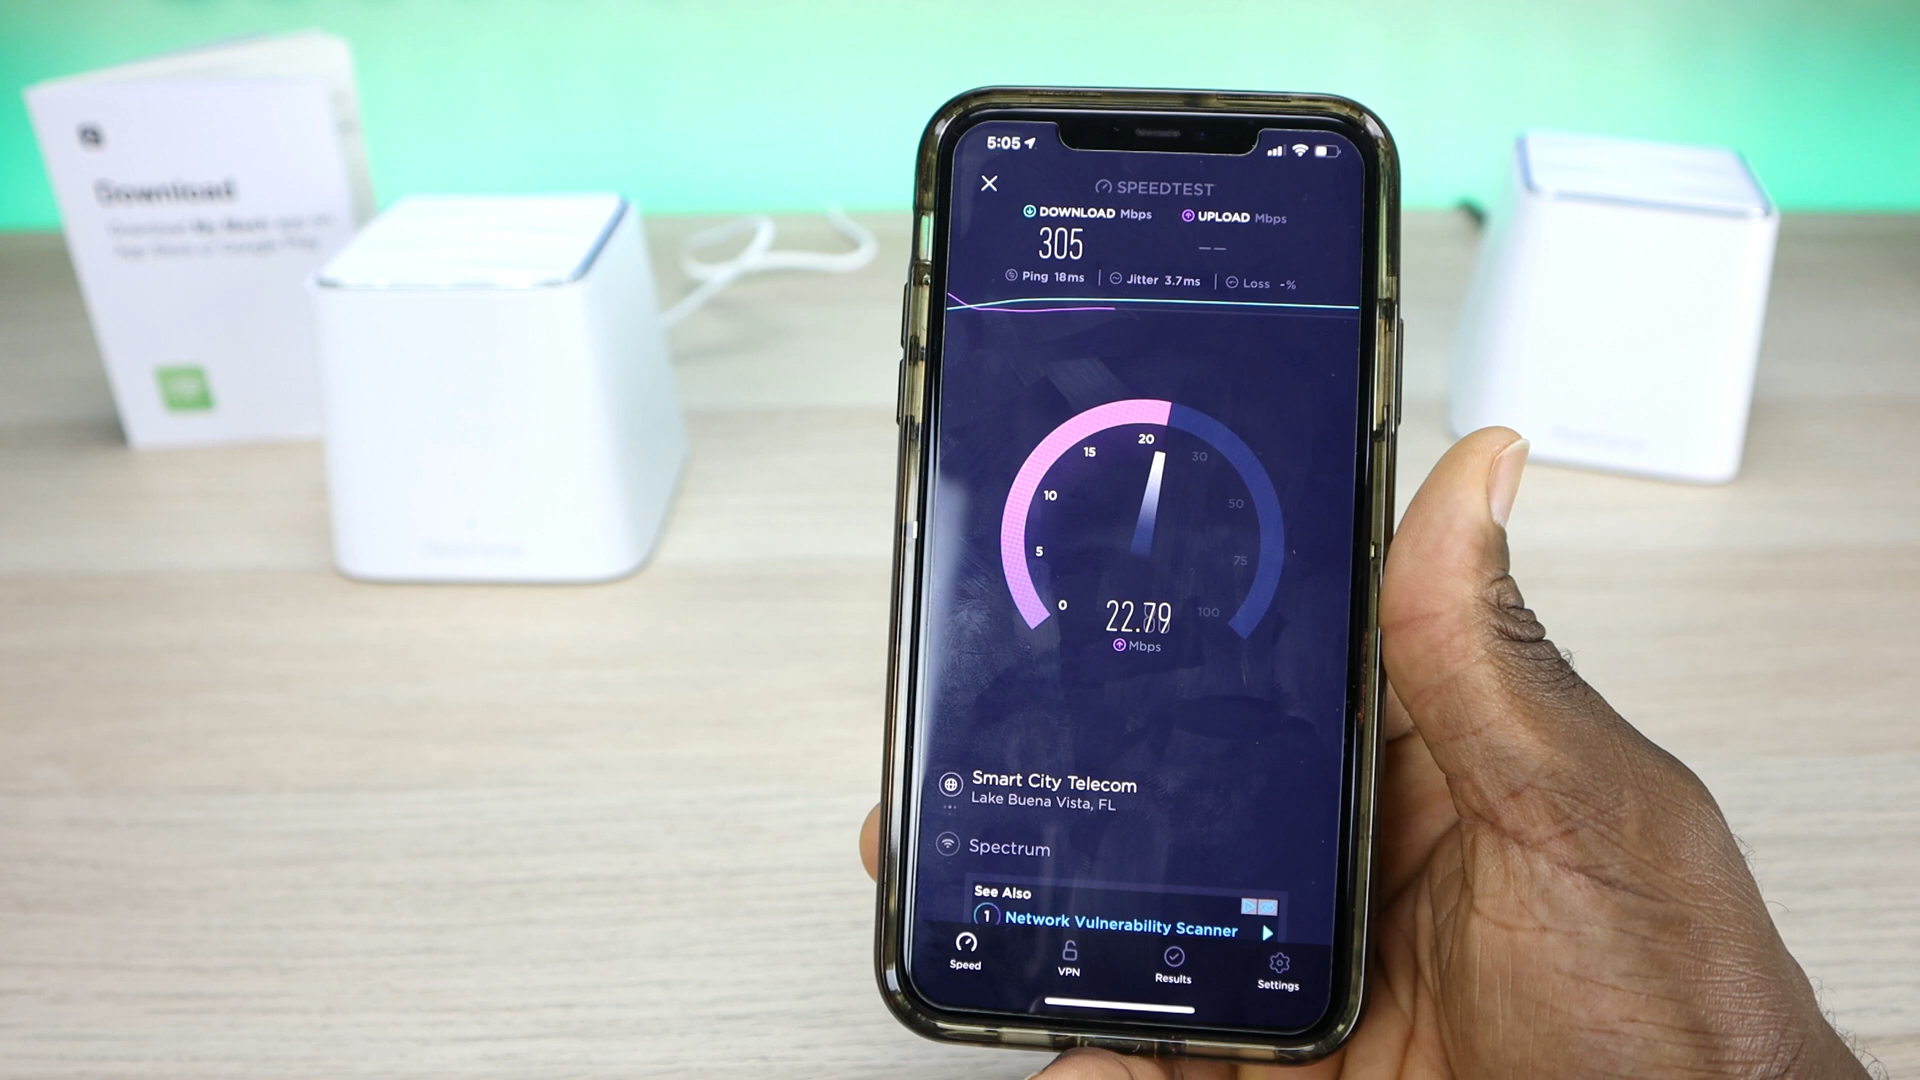 Download
5:05
SPEEDTEST
DOWNLOAD Mbps
UPLOAD Mbps
305
--
Ping 18ms
Jitter 3.7ms
Loss -%
20
15
30
10
50
5
75
0
100
22.79
Mbps
Smart City Telecom
Lake Buena Vista, FL
Spectrum
See Also
1 Network Vulnerability Scanner
Speed
VPN
Results
Settings